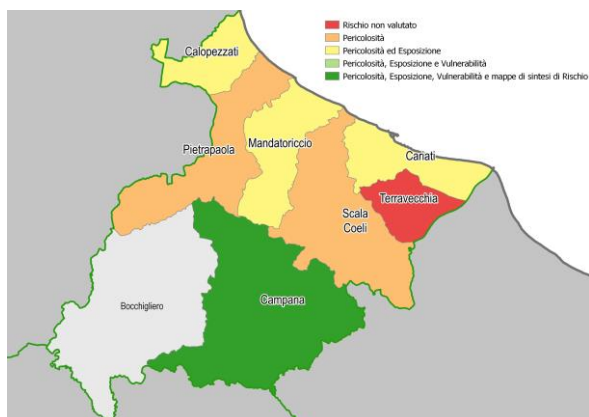 Rischio non valutato
Pericolosità
Pericolosità ed Esposizione
Pericolosità, Esposizione e Vulnerabilità
Pericolosità, Esposizione, Vulnerabilità e mappe di sintesi di Rischio
Calopezzati
Pietrapaola
Mandatoriccio
Cariati
Terravecchia
Scala
Coeli
Bocchigliero
Campana